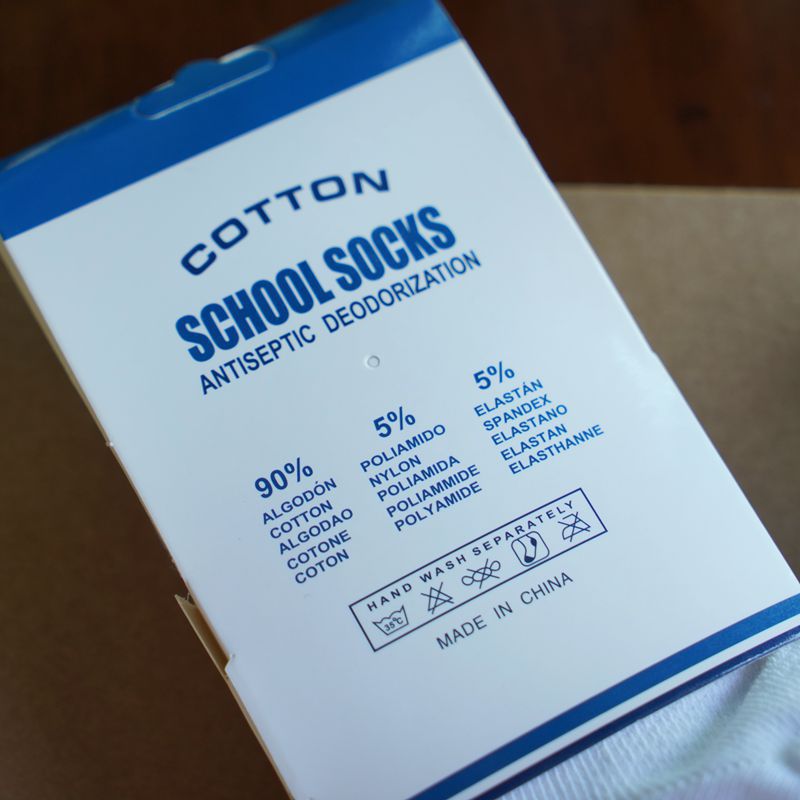 COTTON
SCHOOL SOCKS
ANTISEPTIC DEODORIZATION
90%
ALGODÓN
COTTON
ALGODAO
COTONE
COTON
5%
POLIAMIDO
NYLON
POLIAMIDA
POLIAMMIDE
POLYAMIDE
5%
ELASTÁN
SPANDEX
ELASTANO
ELASTAN
ELASTHANNE
HAND WASH SEPARATELY
35°C
MADE IN CHINA